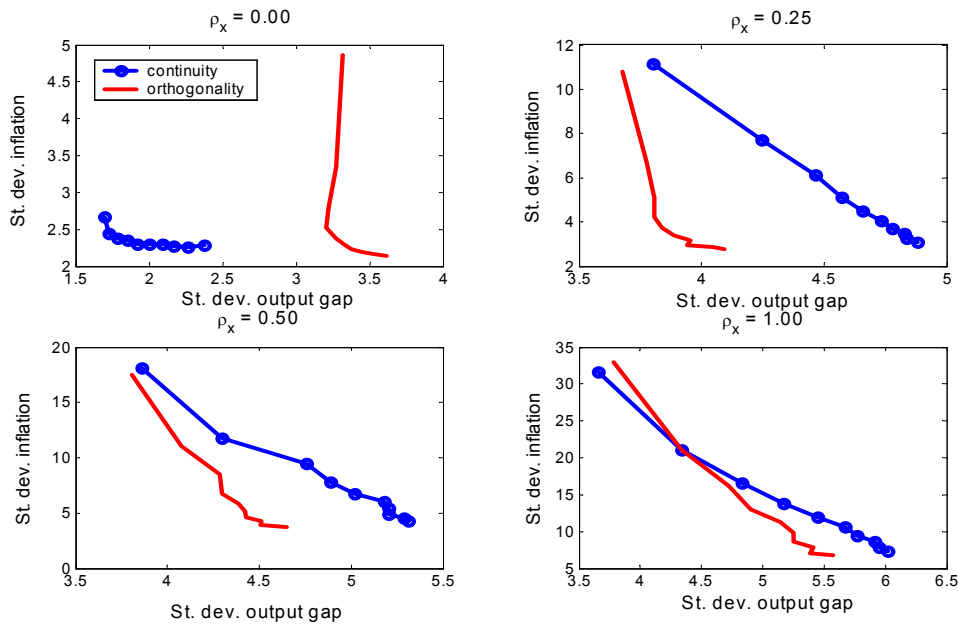 ρx = 0.00
5
4.5
4
3.5
3
2.5
2
St. dev. inflation
continuity
orthogonality
1.5 2 2.5 3 3.5 4
St. dev. output gap
ρx = 0.25
12
10
8
6
4
2
St. dev. inflation
3.5 4 4.5 5
St. dev. output gap
ρx = 0.50
20
15
10
5
0
St. dev. inflation
3.5 4 4.5 5 5.5
St. dev. output gap
ρx = 1.00
35
30
25
20
15
10
5
St. dev. inflation
3.5 4 4.5 5 5.5 6 6.5
St. dev. output gap